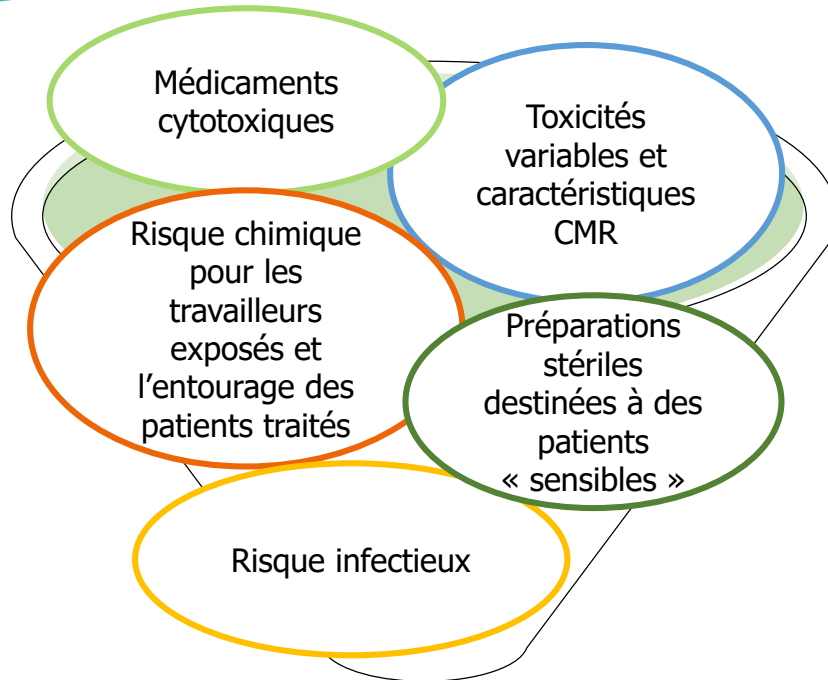 Médicaments
cytotoxiques
Toxicités
variables et
caractéristiques
CMR
Risque chimique
pour les
travailleurs
exposés et
l’entourage des
patients traités
Préparations
stériles
destinées à des
patients
« sensibles »
Risque infectieux